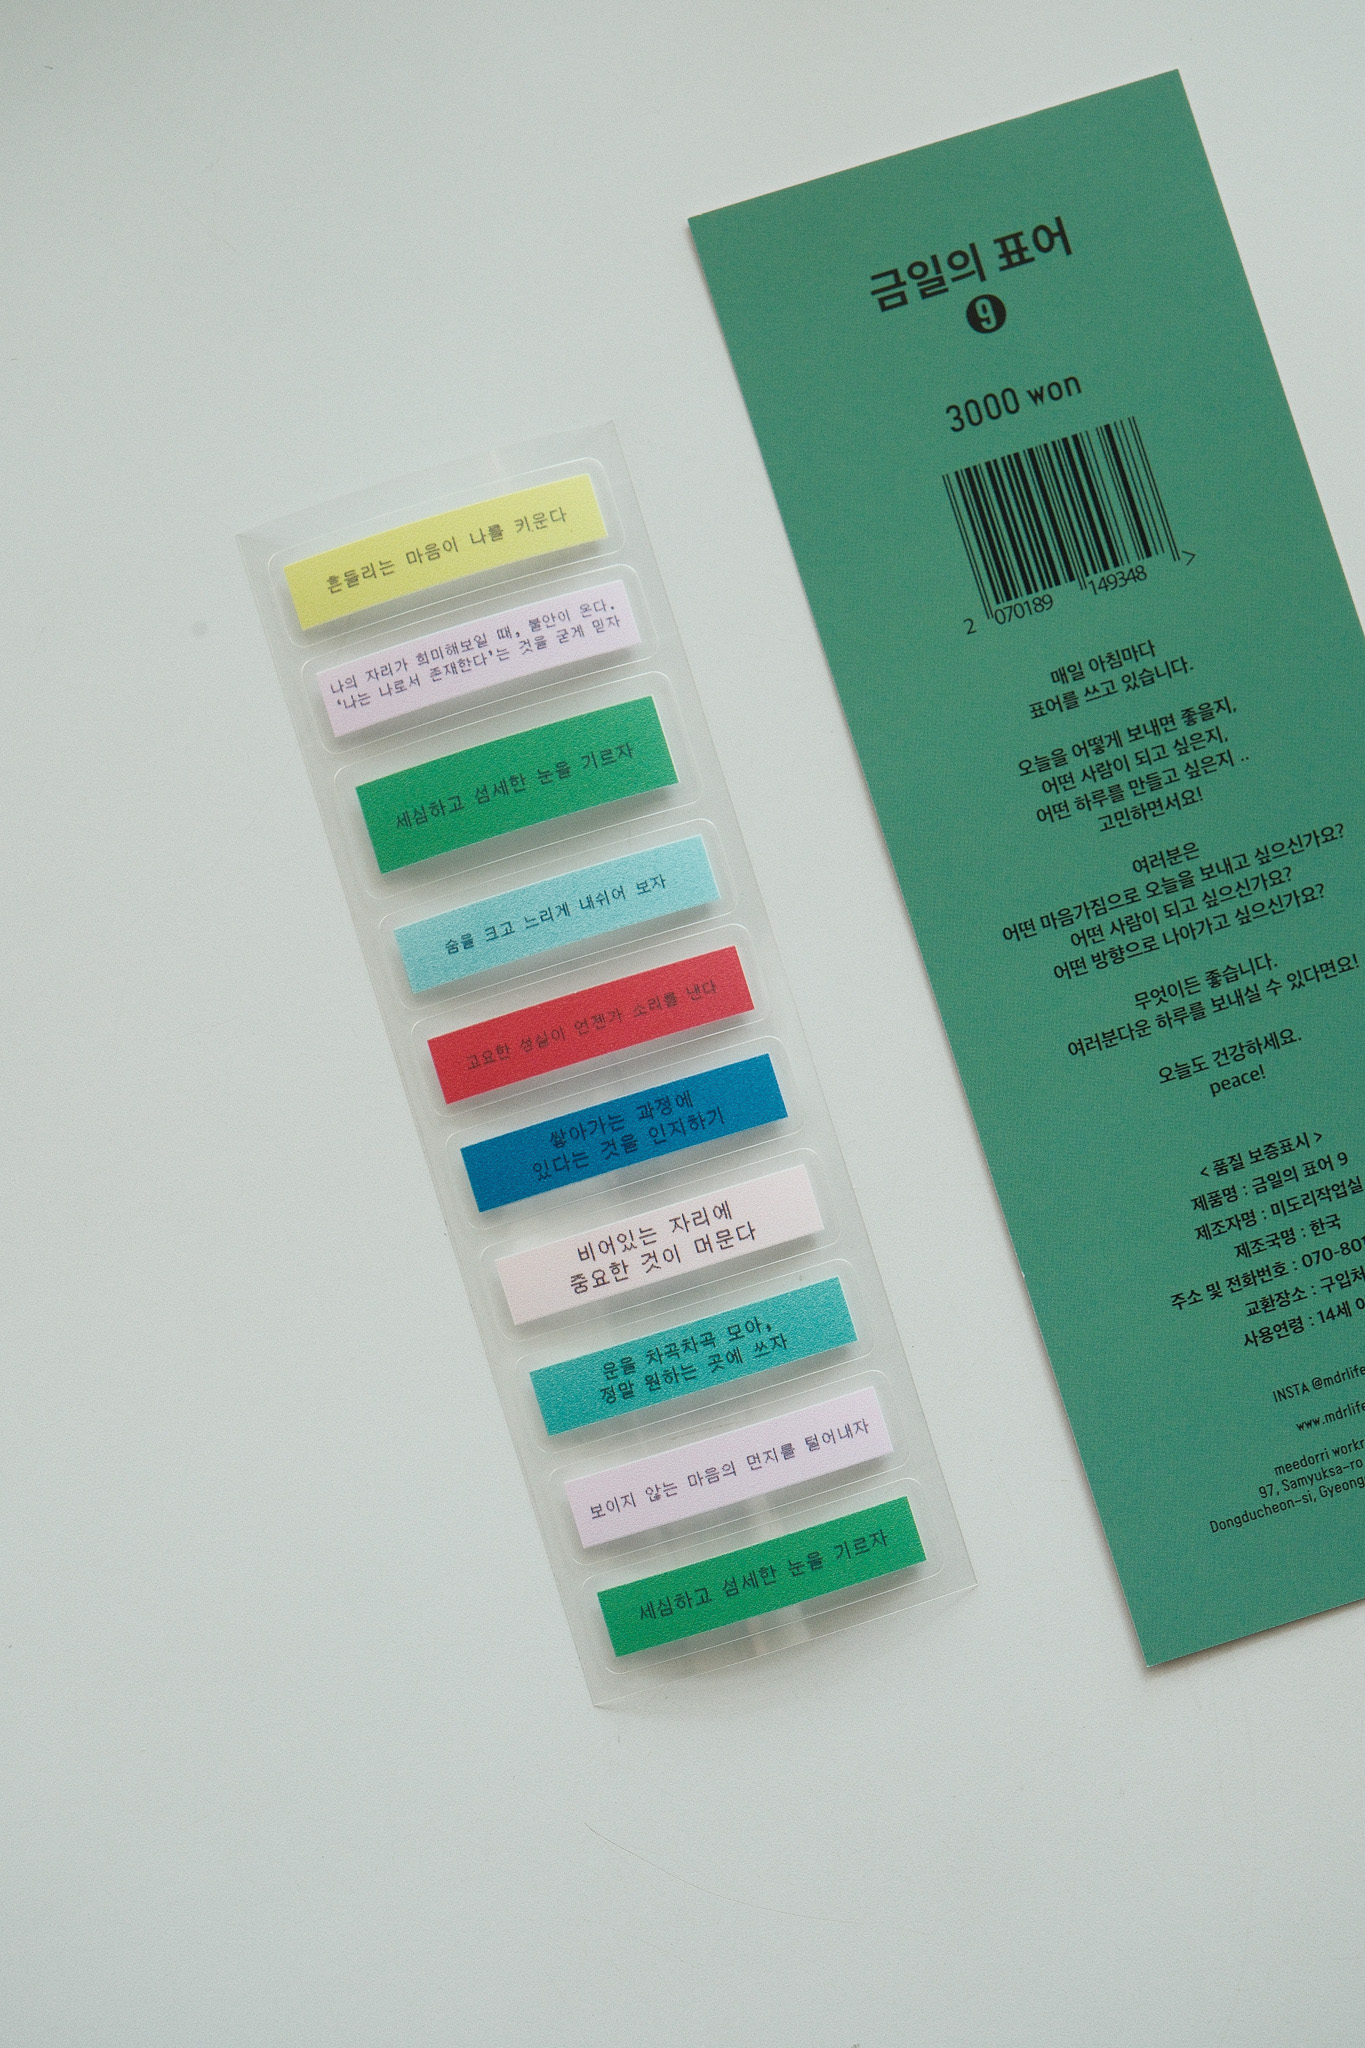 흔들리는 마음이 나를 키운다
나의 자리가 희미해보일 때, 불안이 온다.
'나는 나로서 존재한다'는 것을 굳게 믿자
세심하고 섬세한 눈을 기르자
숨을 크고 느리게 내쉬어 보자
고요한 성실이 언젠가 소리를 낸다
쌓아가는 과정에
있다는 것을 인지하기
비어있는 자리에
중요한 것이 머문다
운을 차곡차곡 모아,
정말 원하는 곳에 쓰자
보이지 않는 마음의 먼지를 털어내자
세심하고 섬세한 눈을 기르자
금일의 표어
9
3000 won
2 070189 149348 >
매일 아침마다
표어를 쓰고 있습니다.
오늘을 어떻게 보내면 좋을지,
어떤 사람이 되고 싶은지,
어떤 하루를 만들고 싶은지 ..
고민하면서요!
여러분은
어떤 마음가짐으로 오늘을 보내고 싶으신가요?
어떤 사람이 되고 싶으신가요?
어떤 방향으로 나아가고 싶으신가요?
무엇이든 좋습니다.
여러분다운 하루를 보내실 수 있다면요!
오늘도 건강하세요.
peace!
< 품질 보증표시 >
제품명 : 금일의 표어 9
제조자명 : 미도리작업실
제조국명 : 한국
주소 및 전화번호 : 070-801
교환장소 : 구입처
사용연령 : 14세
INSTA @mdrlife
www.mdrlife
meedorri workr
97, Samyuksa-ro
Dongducheon-si, Gyeong